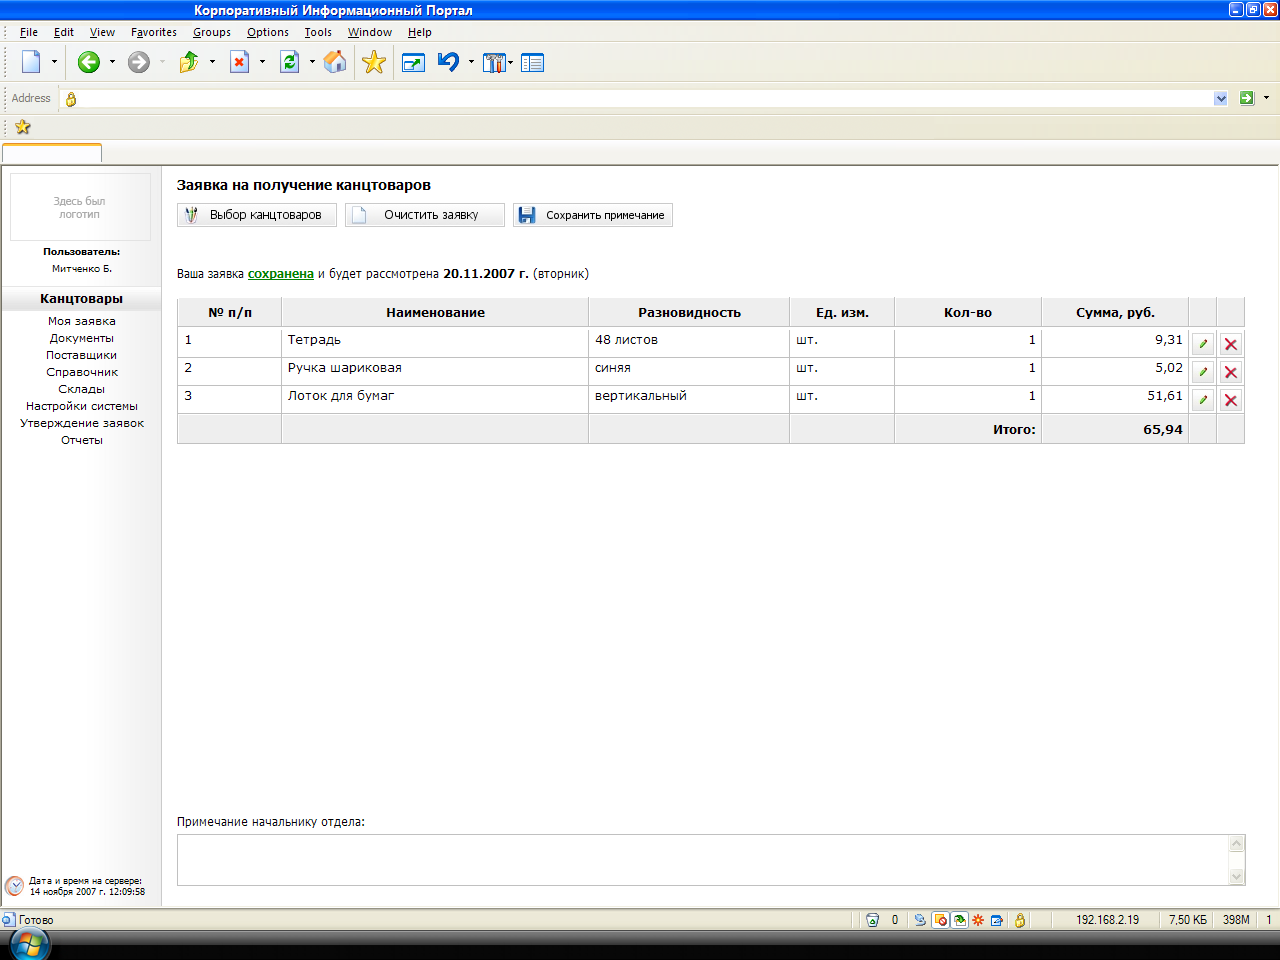 Корпоративный Информационный Портал
File Edit View Favorites Groups Options Tools Window Help
Address
Здесь был
логотип
Пользователь:
Митченко Б.
Канцтовары
Моя заявка
Документы
Поставщики
Справочник
Склады
Настройки системы
Утверждение заявок
Отчеты
Дата и время на сервере:
14 ноября 2007 г. 12:09:58
Заявка на получение канцтоваров
Выбор канцтоваров Очистить заявку Сохранить примечание
Ваша заявка сохранена и будет рассмотрена 20.11.2007 г. (вторник)
№ п/п Наименование Разновидность Ед. изм. Кол-во Сумма, руб.
1 Тетрадь 48 листов шт. 1 9,31
2 Ручка шариковая синяя шт. 1 5,02
3 Лоток для бумаг вертикальный шт. 1 51,61
Итого: 65,94
Примечание начальнику отдела:
Готово 0 192.168.2.19 7,50 КБ 398M 1